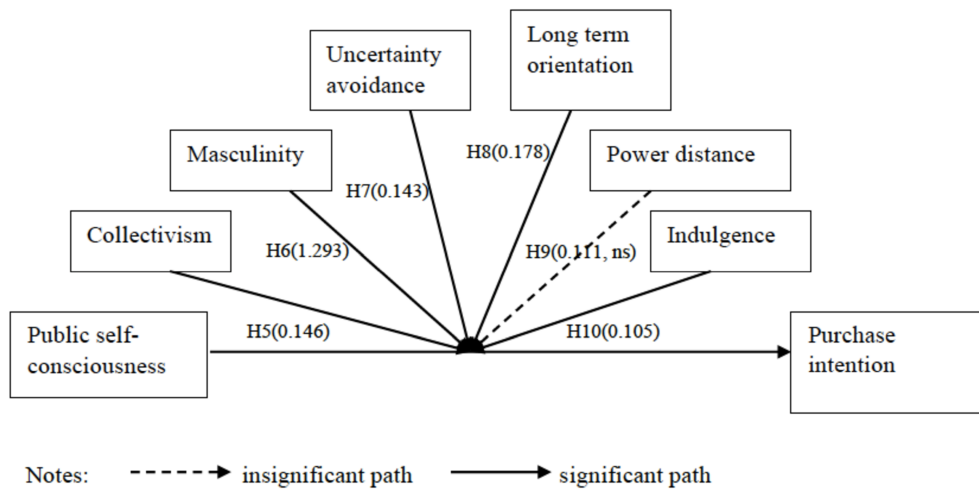 Long term
orientation
Uncertainty
avoidance
H8(0.178)
Masculinity
Power distance
H7(0.143)
Collectivism
Indulgence
H6(1.293)
H9(0.111, ns)
Public self-
consciousness
H5(0.146)
H10(0.105)
Purchase
intention
Notes:
insignificant path
significant path